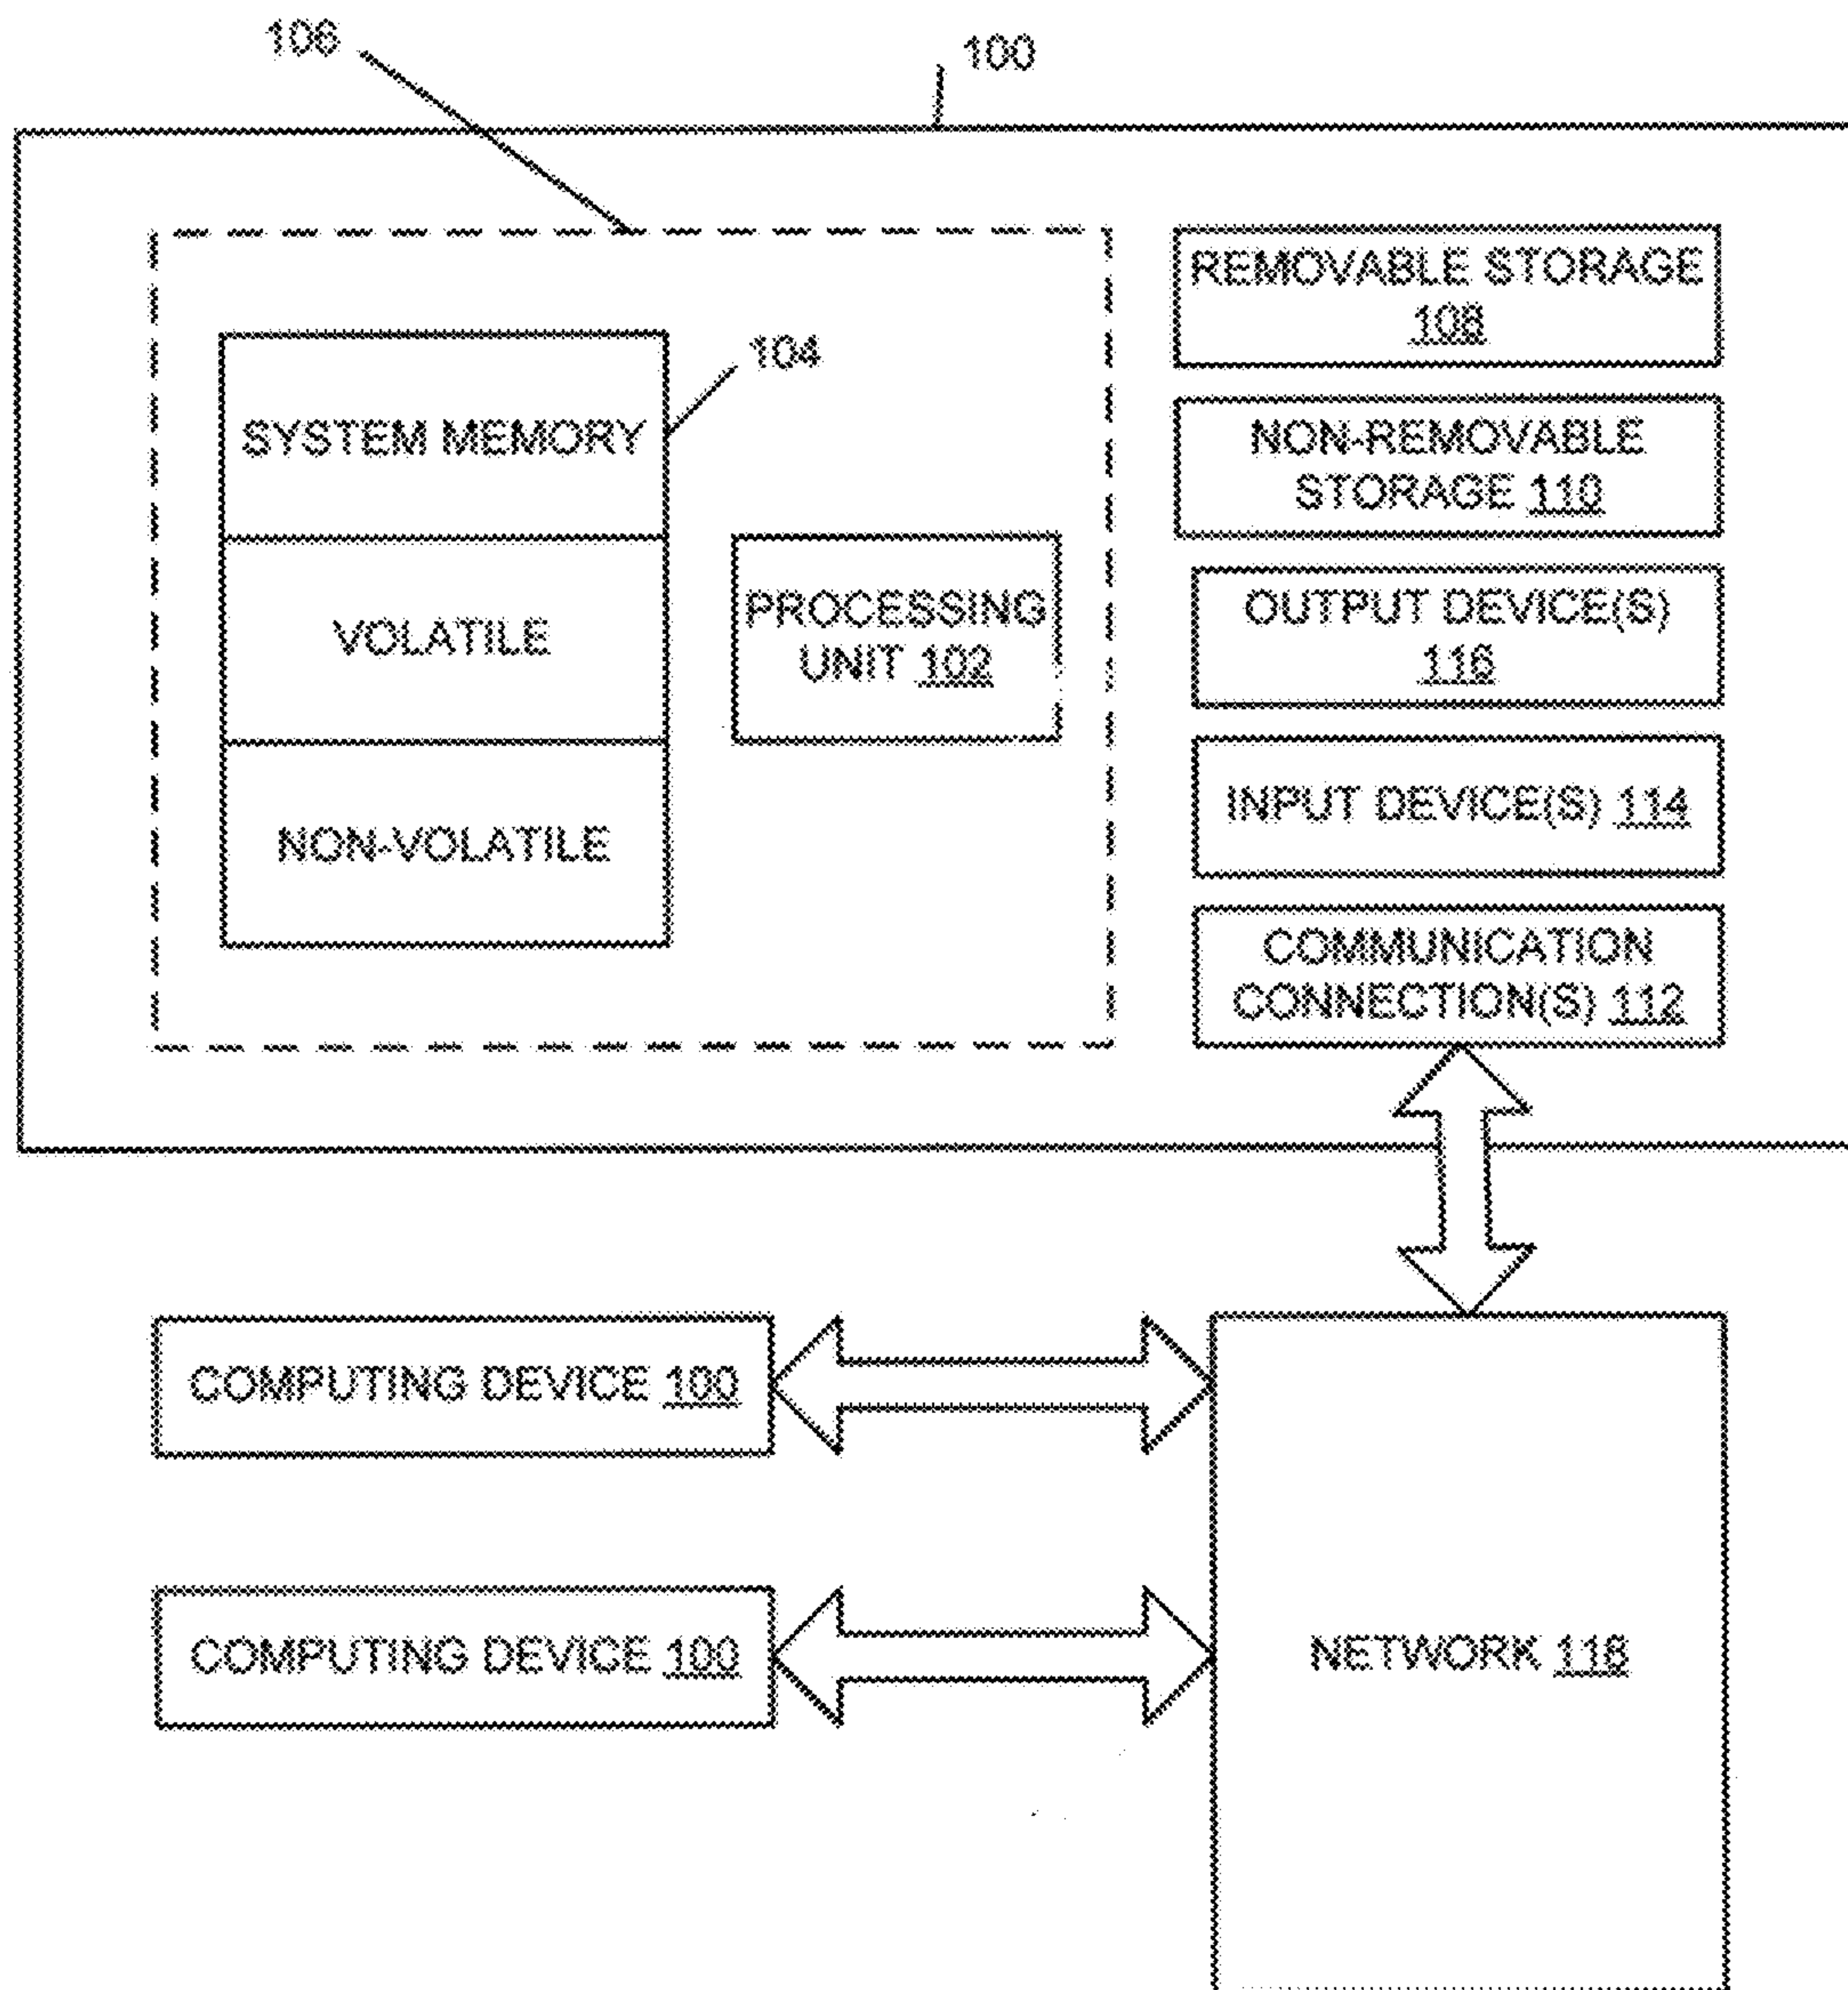 106
100
REMOVABLE STORAGE
108
104
SYSTEM MEMORY
NON-REMOVABLE
STORAGE 110
VOLATILE
PROCESSING
UNIT 102
OUTPUT DEVICE(S)
116
NON-VOLATILE
INPUT DEVICE(S) 114
COMMUNICATION
CONNECTION(S) 112
COMPUTING DEVICE 100
COMPUTING DEVICE 100
NETWORK 118